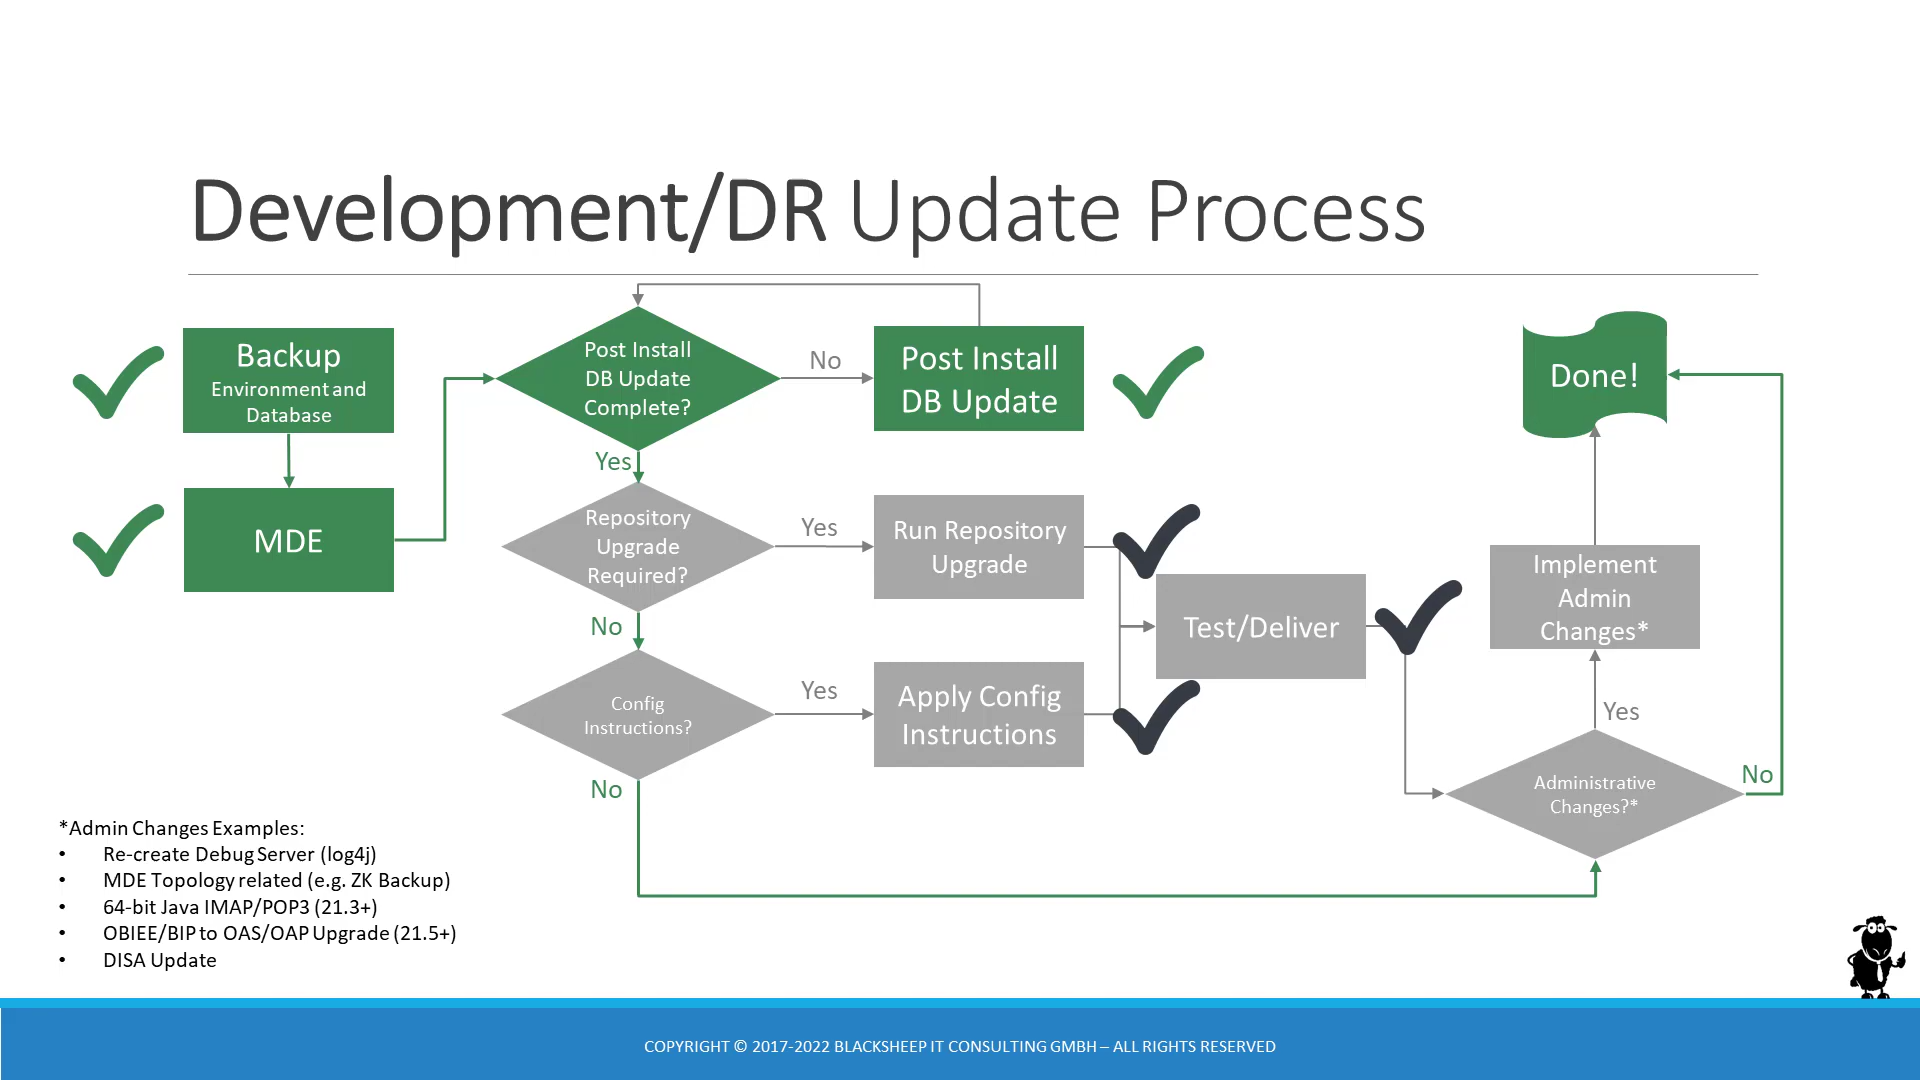 Development/DR Update Process
Backup
Environment and
Database
MDE
Post Install
DB Update
Complete?
No
Post Install
DB Update
Yes
Repository
Upgrade
Required?
Yes
Run Repository
Upgrade
No
Config
Instructions?
Yes
Apply Config
Instructions
No
Test/Deliver
Done!
Implement
Admin
Changes*
Yes
Administrative
Changes?*
No
*Admin Changes Examples:
• Re-create Debug Server (log4j)
• MDE Topology related (e.g. ZK Backup)
• 64-bit Java IMAP/POP3 (21.3+)
• OBIEE/BIP to OAS/OAP Upgrade (21.5+)
• DISA Update
COPYRIGHT © 2017-2022 BLACKSHEEP IT CONSULTING GMBH – ALL RIGHTS RESERVED